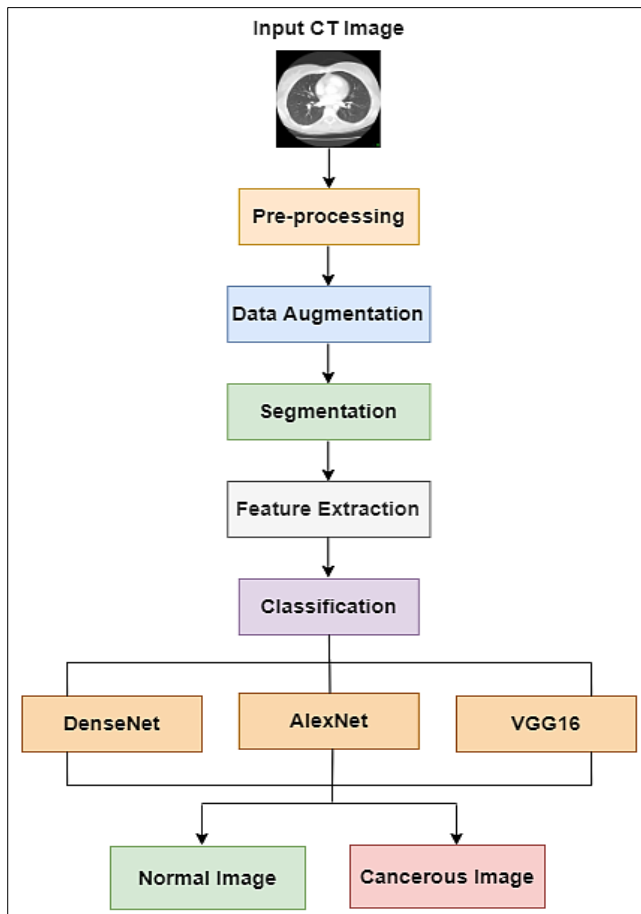 Input CT Image
Pre-processing
Data Augmentation
Segmentation
Feature Extraction
Classification
DenseNet
AlexNet
VGG16
Normal Image
Cancerous Image